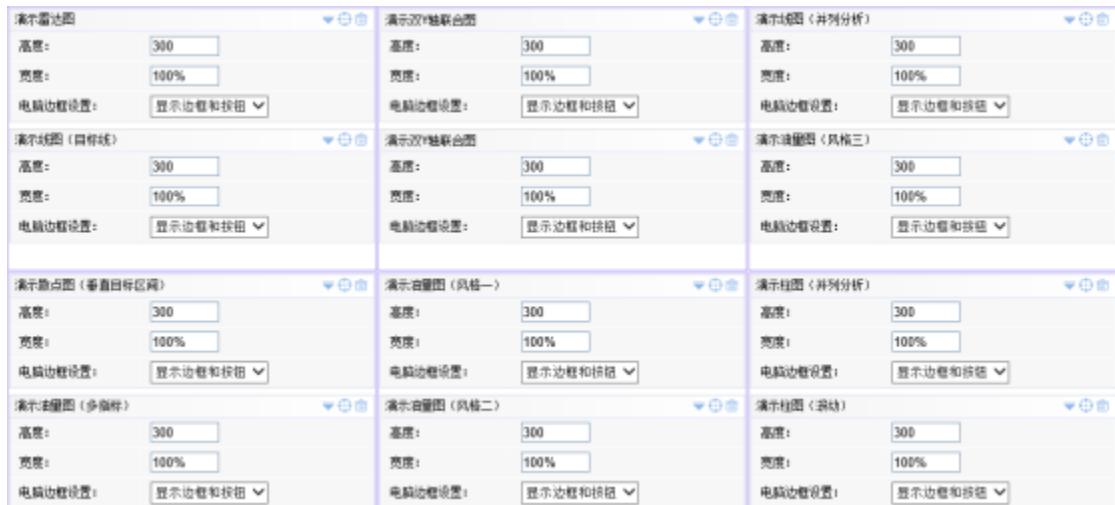 演示雷达图
高度：
300
宽度：
100%
电脑边框设置：
显示边框和按钮
演示双Y轴联合图
高度：
300
宽度：
100%
电脑边框设置：
显示边框和按钮
演示线图（并列分析）
高度：
300
宽度：
100%
电脑边框设置：
显示边框和按钮
演示线图（目标线）
高度：
300
宽度：
100%
电脑边框设置：
显示边框和按钮
演示双Y轴联合图
高度：
300
宽度：
100%
电脑边框设置：
显示边框和按钮
演示油量图（风格三）
高度：
300
宽度：
100%
电脑边框设置：
显示边框和按钮
演示散点图（垂直目标区间）
高度：
300
宽度：
100%
电脑边框设置：
显示边框和按钮
演示油量图（风格一）
高度：
300
宽度：
100%
电脑边框设置：
显示边框和按钮
演示柱图（并列分析）
高度：
300
宽度：
100%
电脑边框设置：
显示边框和按钮
演示油量图（多指标）
高度：
300
宽度：
100%
电脑边框设置：
显示边框和按钮
演示油量图（风格二）
高度：
300
宽度：
100%
电脑边框设置：
显示边框和按钮
演示柱图（滚动）
高度：
300
宽度：
100%
电脑边框设置：
显示边框和按钮